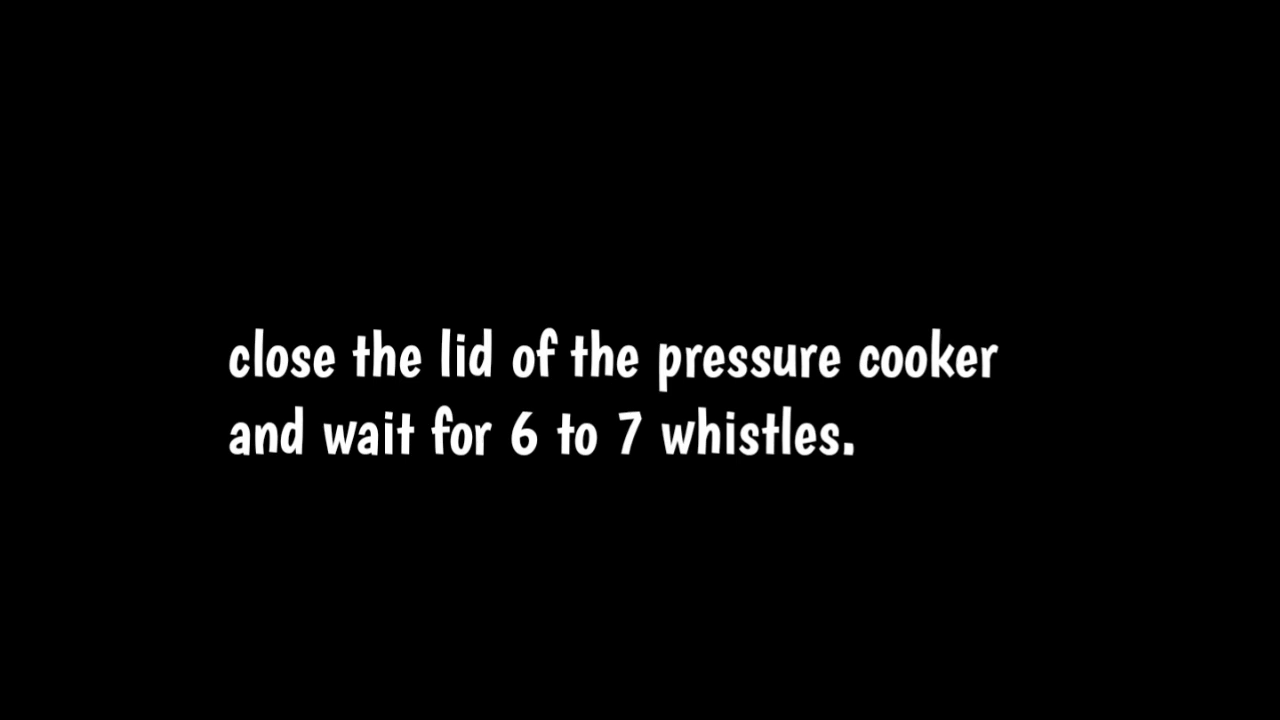 close the lid of the pressure cooker
and wait for 6 to 7 whistles.